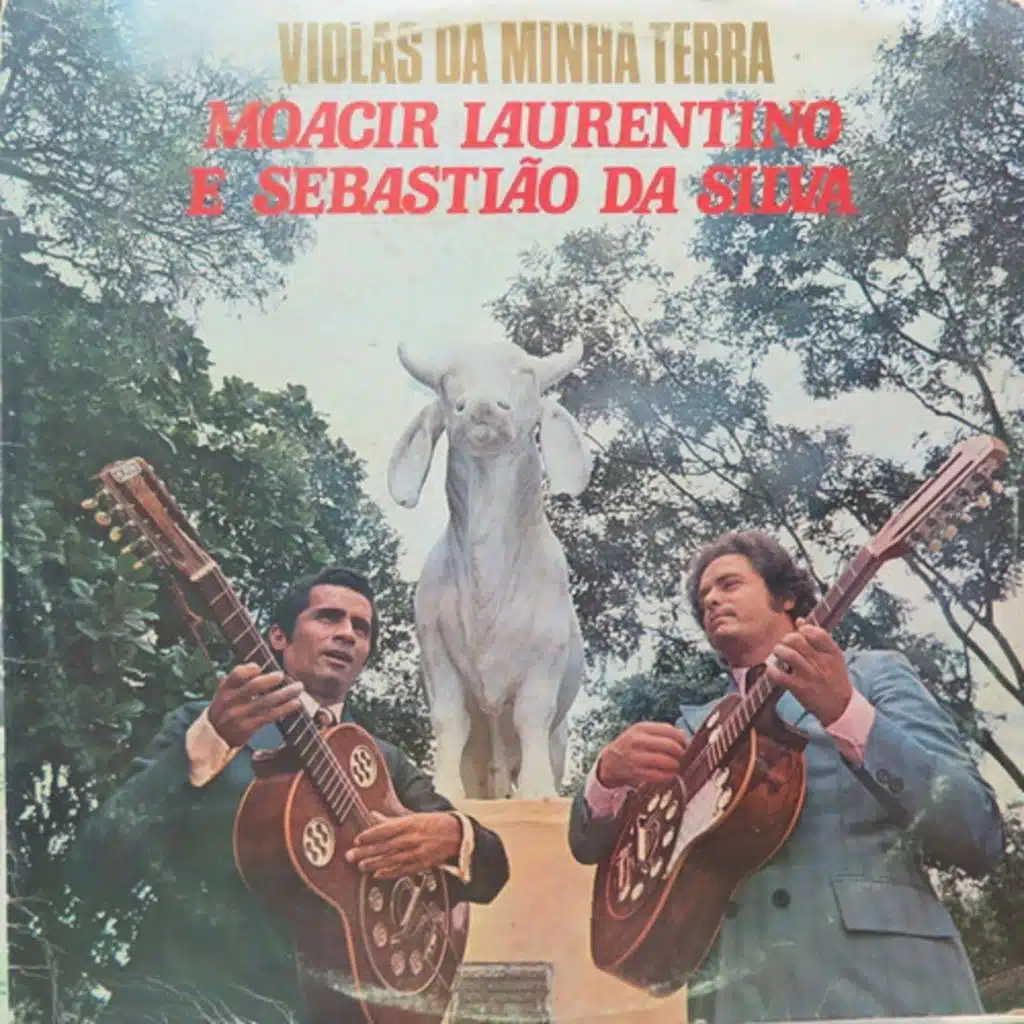 VIOLAS DA MINHA TERRA
MOACIR LAURENTINO
E SEBASTIÃO DA SILVA